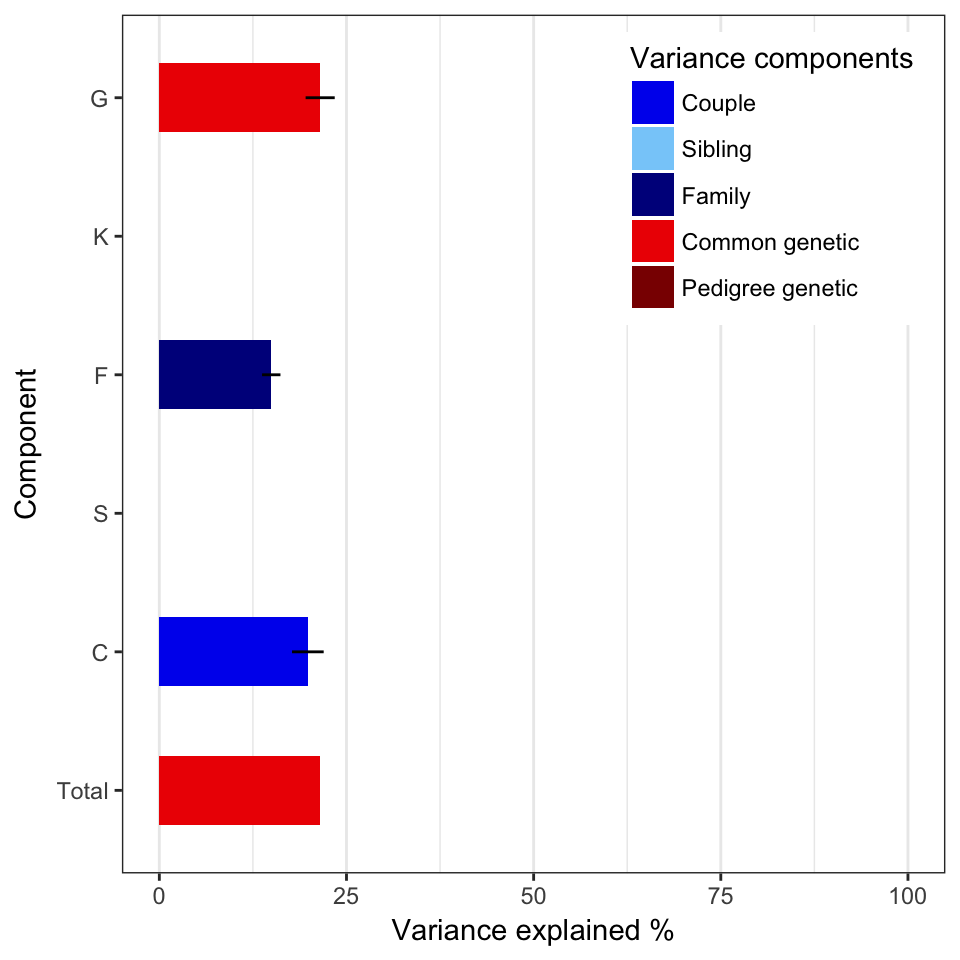 Variance components
Couple
Sibling
Family
Common genetic
Pedigree genetic
Component
G
K
F
S
C
Total
0 25 50 75 100
Variance explained %